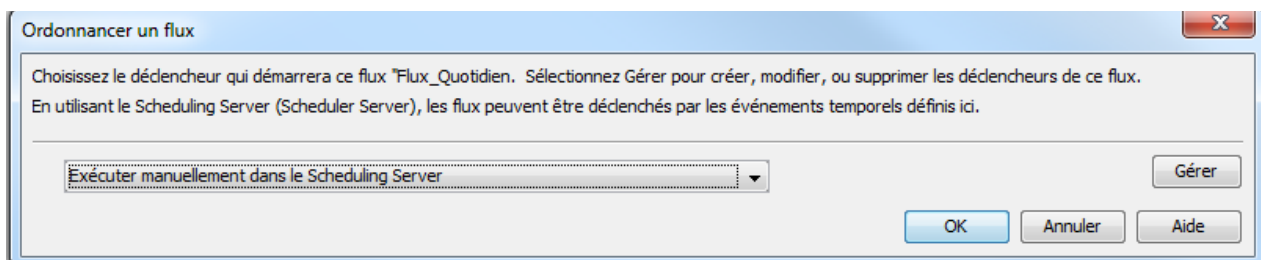 Ordonnancer un flux
Choisissez le déclencheur qui démarrera ce flux "Flux_Quotidien. Sélectionnez Gérer pour créer, modifier, ou supprimer les déclencheurs de ce flux.
En utilisant le Scheduling Server (Scheduler Server), les flux peuvent être déclenchés par les événements temporels définis ici.
Exécuter manuellement dans le Scheduling Server
Gérer
OK Annuler Aide